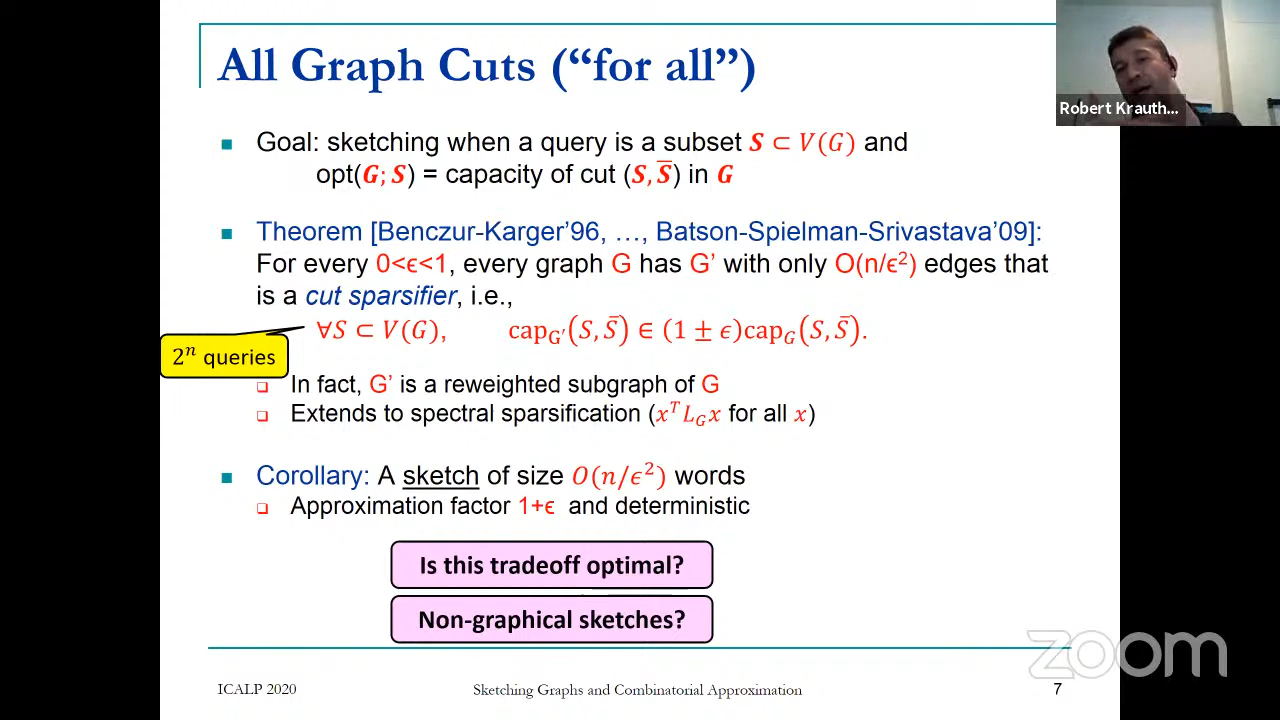 All Graph Cuts (“for all”)
Robert Krauth...
Goal: sketching when a query is a subset S ⊂ V(G) and
opt(G; S) = capacity of cut (S, S̅) in G
Theorem [Benczur-Karger’96, …, Batson-Spielman-Srivastava’09]:
For every 0<ϵ<1, every graph G has G’ with only O(n/ϵ²) edges that
is a cut sparsifier, i.e.,
∀S ⊂ V(G), cap_G′(S, S̅) ∈ (1 ± ϵ)cap_G(S, S̅).
2ⁿ queries
In fact, G’ is a reweighted subgraph of G
Extends to spectral sparsification (xᵀL_Gx for all x)
Corollary: A sketch of size O(n/ϵ²) words
Approximation factor 1+ϵ and deterministic
Is this tradeoff optimal?
Non-graphical sketches?
zoom
ICALP 2020
Sketching Graphs and Combinatorial Approximation
7